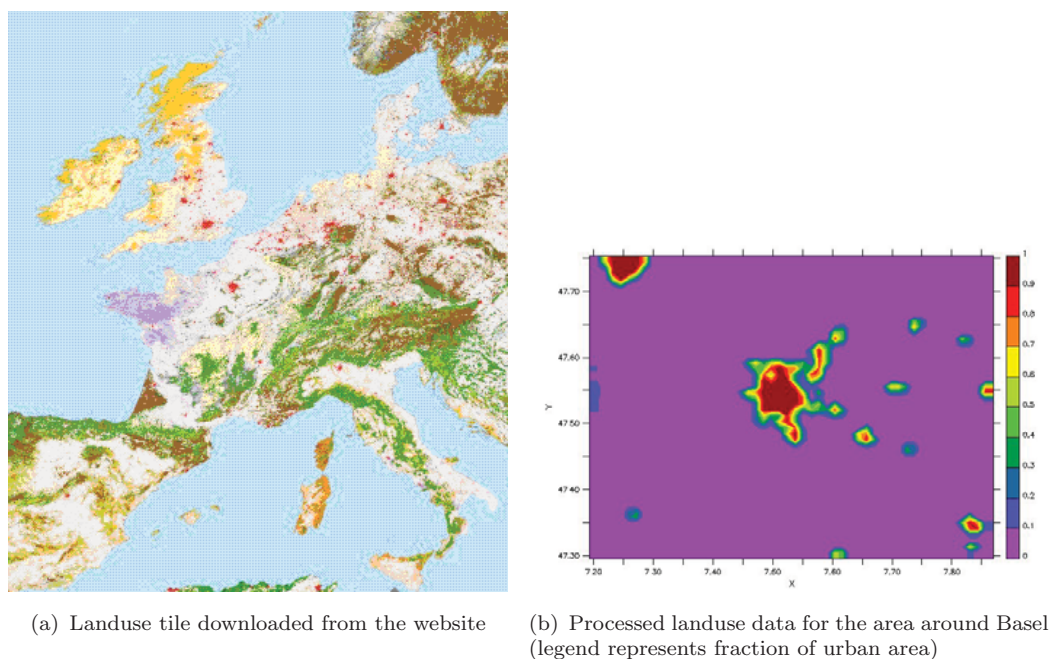 47.70
47.60
47.50
47.40
47.30
Y
7.20 7.30 7.40 7.50 7.60 7.70 7.80
X
1
0.9
0.8
0.7
0.6
0.5
0.4
0.3
0.2
0.1
0
(a) Landuse tile downloaded from the website
(b) Processed landuse data for the area around Basel
(legend represents fraction of urban area)